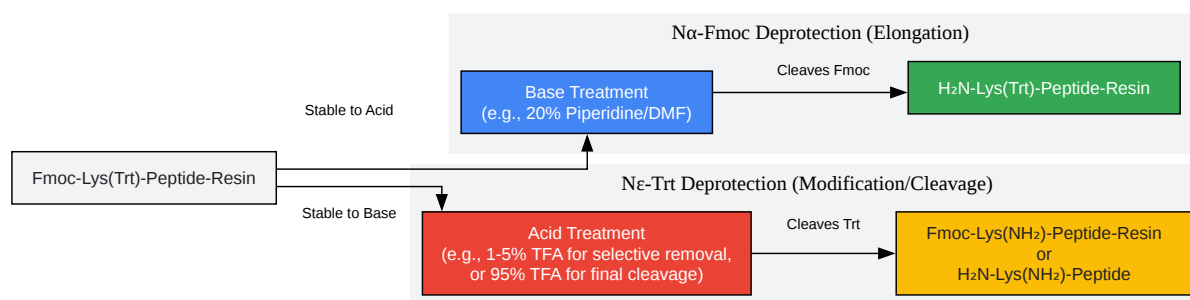 Nα-Fmoc Deprotection (Elongation)
Cleaves Fmoc
Base Treatment
(e.g., 20% Piperidine/DMF)
H₂N-Lys(Trt)-Peptide-Resin
Stable to Acid
Fmoc-Lys(Trt)-Peptide-Resin
Stable to Base
Nε-Trt Deprotection (Modification/Cleavage)
Cleaves Trt
Acid Treatment
(e.g., 1-5% TFA for selective removal,
or 95% TFA for final cleavage)
Fmoc-Lys(NH₂)-Peptide-Resin
or
H₂N-Lys(NH₂)-Peptide